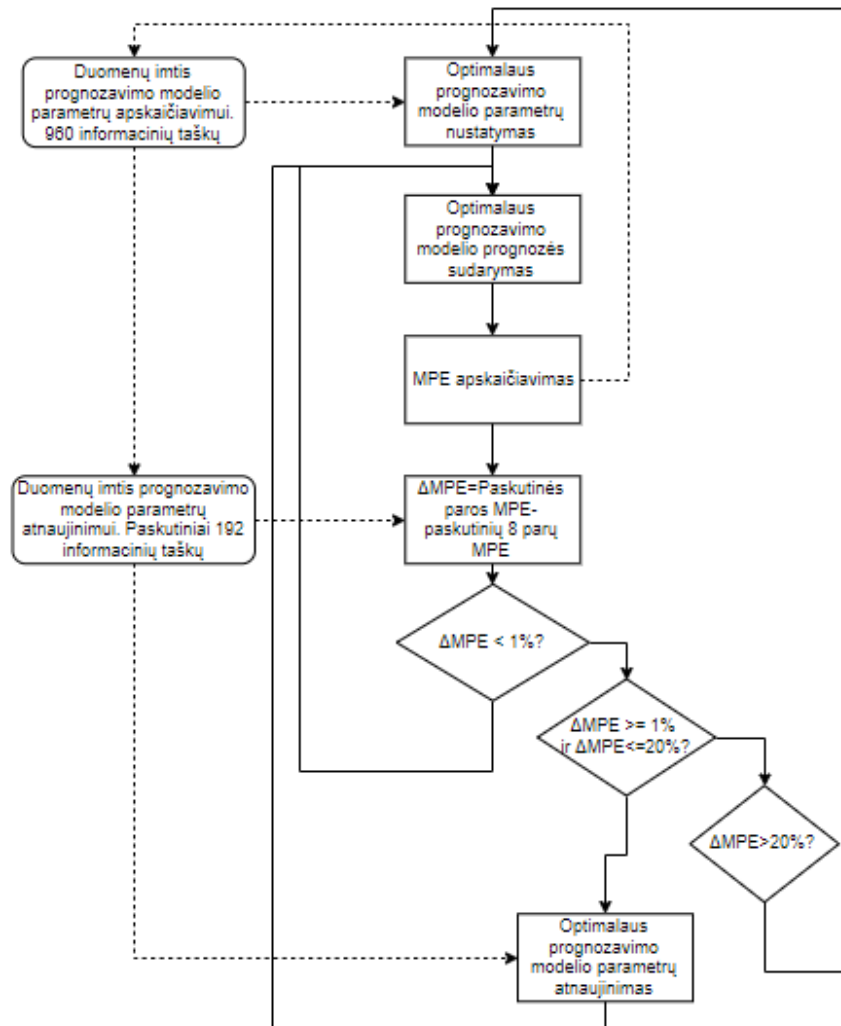 Duomenų imtis
prognozavimo modelio
parametrų apskaičiavimui.
960 informacinių taškų
Optimalaus
prognozavimo
modelio parametrų
nustatymas
Optimalaus
prognozavimo
modelio prognozės
sudarymas
MPE apskaičiavimas
Duomenų imtis prognozavimo
modelio parametrų
atnaujinimui. Paskutiniai 192
informacinių taškų
ΔMPE=Paskutinės
paros MPE-
paskutinių 8 parų
MPE
ΔMPE < 1%?
ΔMPE >= 1%
ir ΔMPE<=20%?
ΔMPE>20%?
Optimalaus
prognozavimo
modelio parametrų
atnaujinimas